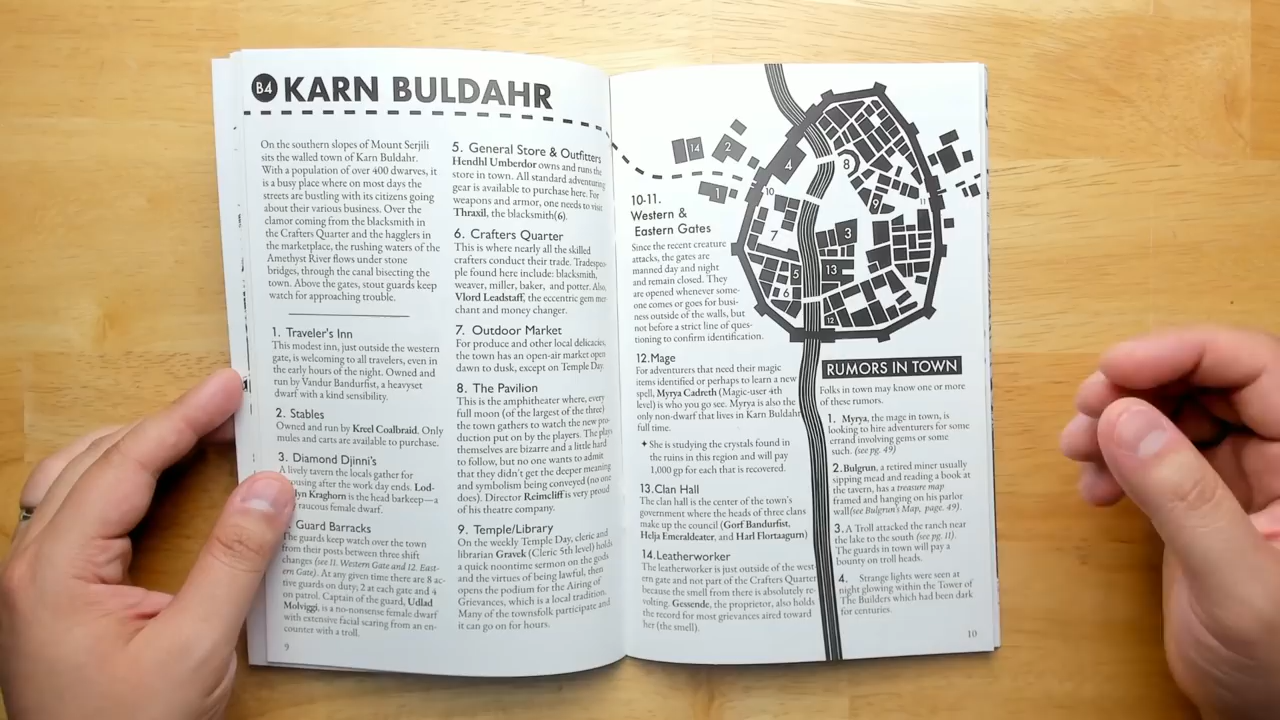 B4 KARN BULDAHR
On the southern slopes of Mount Serjili
sits the walled town of Karn Buldahr.
With a population of over 400 dwarves, it
is a busy place where on most days the
streets are bustling with its citizens going
about their various business. Over the
clamor coming from the blacksmith in
the Crafters Quarter and the hagglers in
the marketplace, the rushing waters of the
Amethyst River flows under stone
bridges, through the canal bisecting the
town. Above the gates, stout guards keep
watch for approaching trouble.
1. Traveler's Inn
This modest inn, just outside the western
gate, is welcoming to all travelers, even in
the early hours of the night. Owned and
run by Vandur Bandurfist, a heavyset
dwarf with a kind sensibility.
2. Stables
Owned and run by Kreel Coalbraid. Only
mules and carts are available to purchase.
3. Diamond Djinni's
A lively tavern the locals gather for
after the work day ends. Lod-
Kraghorn is the head barkeep—a
raucous female dwarf.
Guard Barracks
The guards keep watch over the town
from their posts between three shift
changes (see 11. Western Gate and 12. East-
ern Gate). At any given time there are 8 ac-
tive guards on duty; 2 at each gate and 4
on patrol. Captain of the guard, Udlad
Molviggi, is a no-nonsense female dwarf
with extensive facial scaring from an en-
counter with a troll.
9
5. General Store & Outfitters
Hendhl Umberdor owns and runs the
store in town. All standard adventuring
gear is available to purchase here. For
weapons and armor, one needs to visit
Thraxil, the blacksmith(6).
6. Crafters Quarter
This is where nearly all the skilled
crafters conduct their trade. Tradespeo-
ple found here include: blacksmith,
weaver, miller, baker, and potter. Also,
Vlord Leadstaff, the eccentric gem mer-
chant and money changer.
7. Outdoor Market
For produce and other local delicacies,
the town has an open-air market open
dawn to dusk, except on Temple Day.
8. The Pavilion
This is the amphitheater where, every
full moon (of the largest of the three)
the town gathers to watch the new pro-
duction put on by the players. The plays
themselves are bizarre and a little hard
to follow, but no one wants to admit
that they didn't get the deeper meaning
and symbolism being conveyed (no one
does). Director Reimcliff is very proud
of his theatre company.
9. Temple/Library
On the weekly Temple Day, cleric and
librarian Gravek (Cleric 5th level) holds
a quick noontime sermon on the gods
and the virtues of being lawful, then
opens the podium for the Airing of
Grievances, which is a local tradition.
Many of the townsfolk participate and
it can go on for hours.
14
2
1
4
8
10
11
9
7
3
5
13
6
12
10-11.
Western &
Eastern Gates
Since the recent creature
attacks, the gates are
manned day and night
and remain closed. They
are opened whenever some-
one comes or goes for busi-
ness outside of the walls, but
not before a strict line of ques-
tioning to confirm identification.
12.Mage
For adventurers that need their magic
items identified or perhaps to learn a new
spell, Myrya Cadreth (Magic-user 4th
level) is who you go see. Myrya is also the
only non-dwarf that lives in Karn Buldahr
full time.
✦ She is studying the crystals found in
the ruins in this region and will pay
1,000 gp for each that is recovered.
13.Clan Hall
The clan hall is the center of the town's
government where the heads of three clans
make up the council (Gorf Bandurfist,
Helja Emeraldeater, and Harl Flortaagurn)
14.Leatherworker
The leatherworker is just outside of the west-
ern gate and not part of the Crafters Quarter
because the smell from there is absolutely re-
volting. Gessende, the proprietor, also holds
the record for most grievances aired toward
her (the smell).
RUMORS IN TOWN
Folks in town may know one or more
of these rumors.
1. Myrya, the mage in town, is
looking to hire adventurers for some
errand involving gems or some
such. (see pg. 49)
2.Bulgrun, a retired miner usually
sipping mead and reading a book at
the tavern, has a treasure map
framed and hanging on his parlor
wall(see Bulgrun's Map, page. 49).
3. A Troll attacked the ranch near
the lake to the south (see pg. 11).
The guards in town will pay a
bounty on troll heads.
4. Strange lights were seen at
night glowing within the Tower of
The Builders which had been dark
for centuries.
10